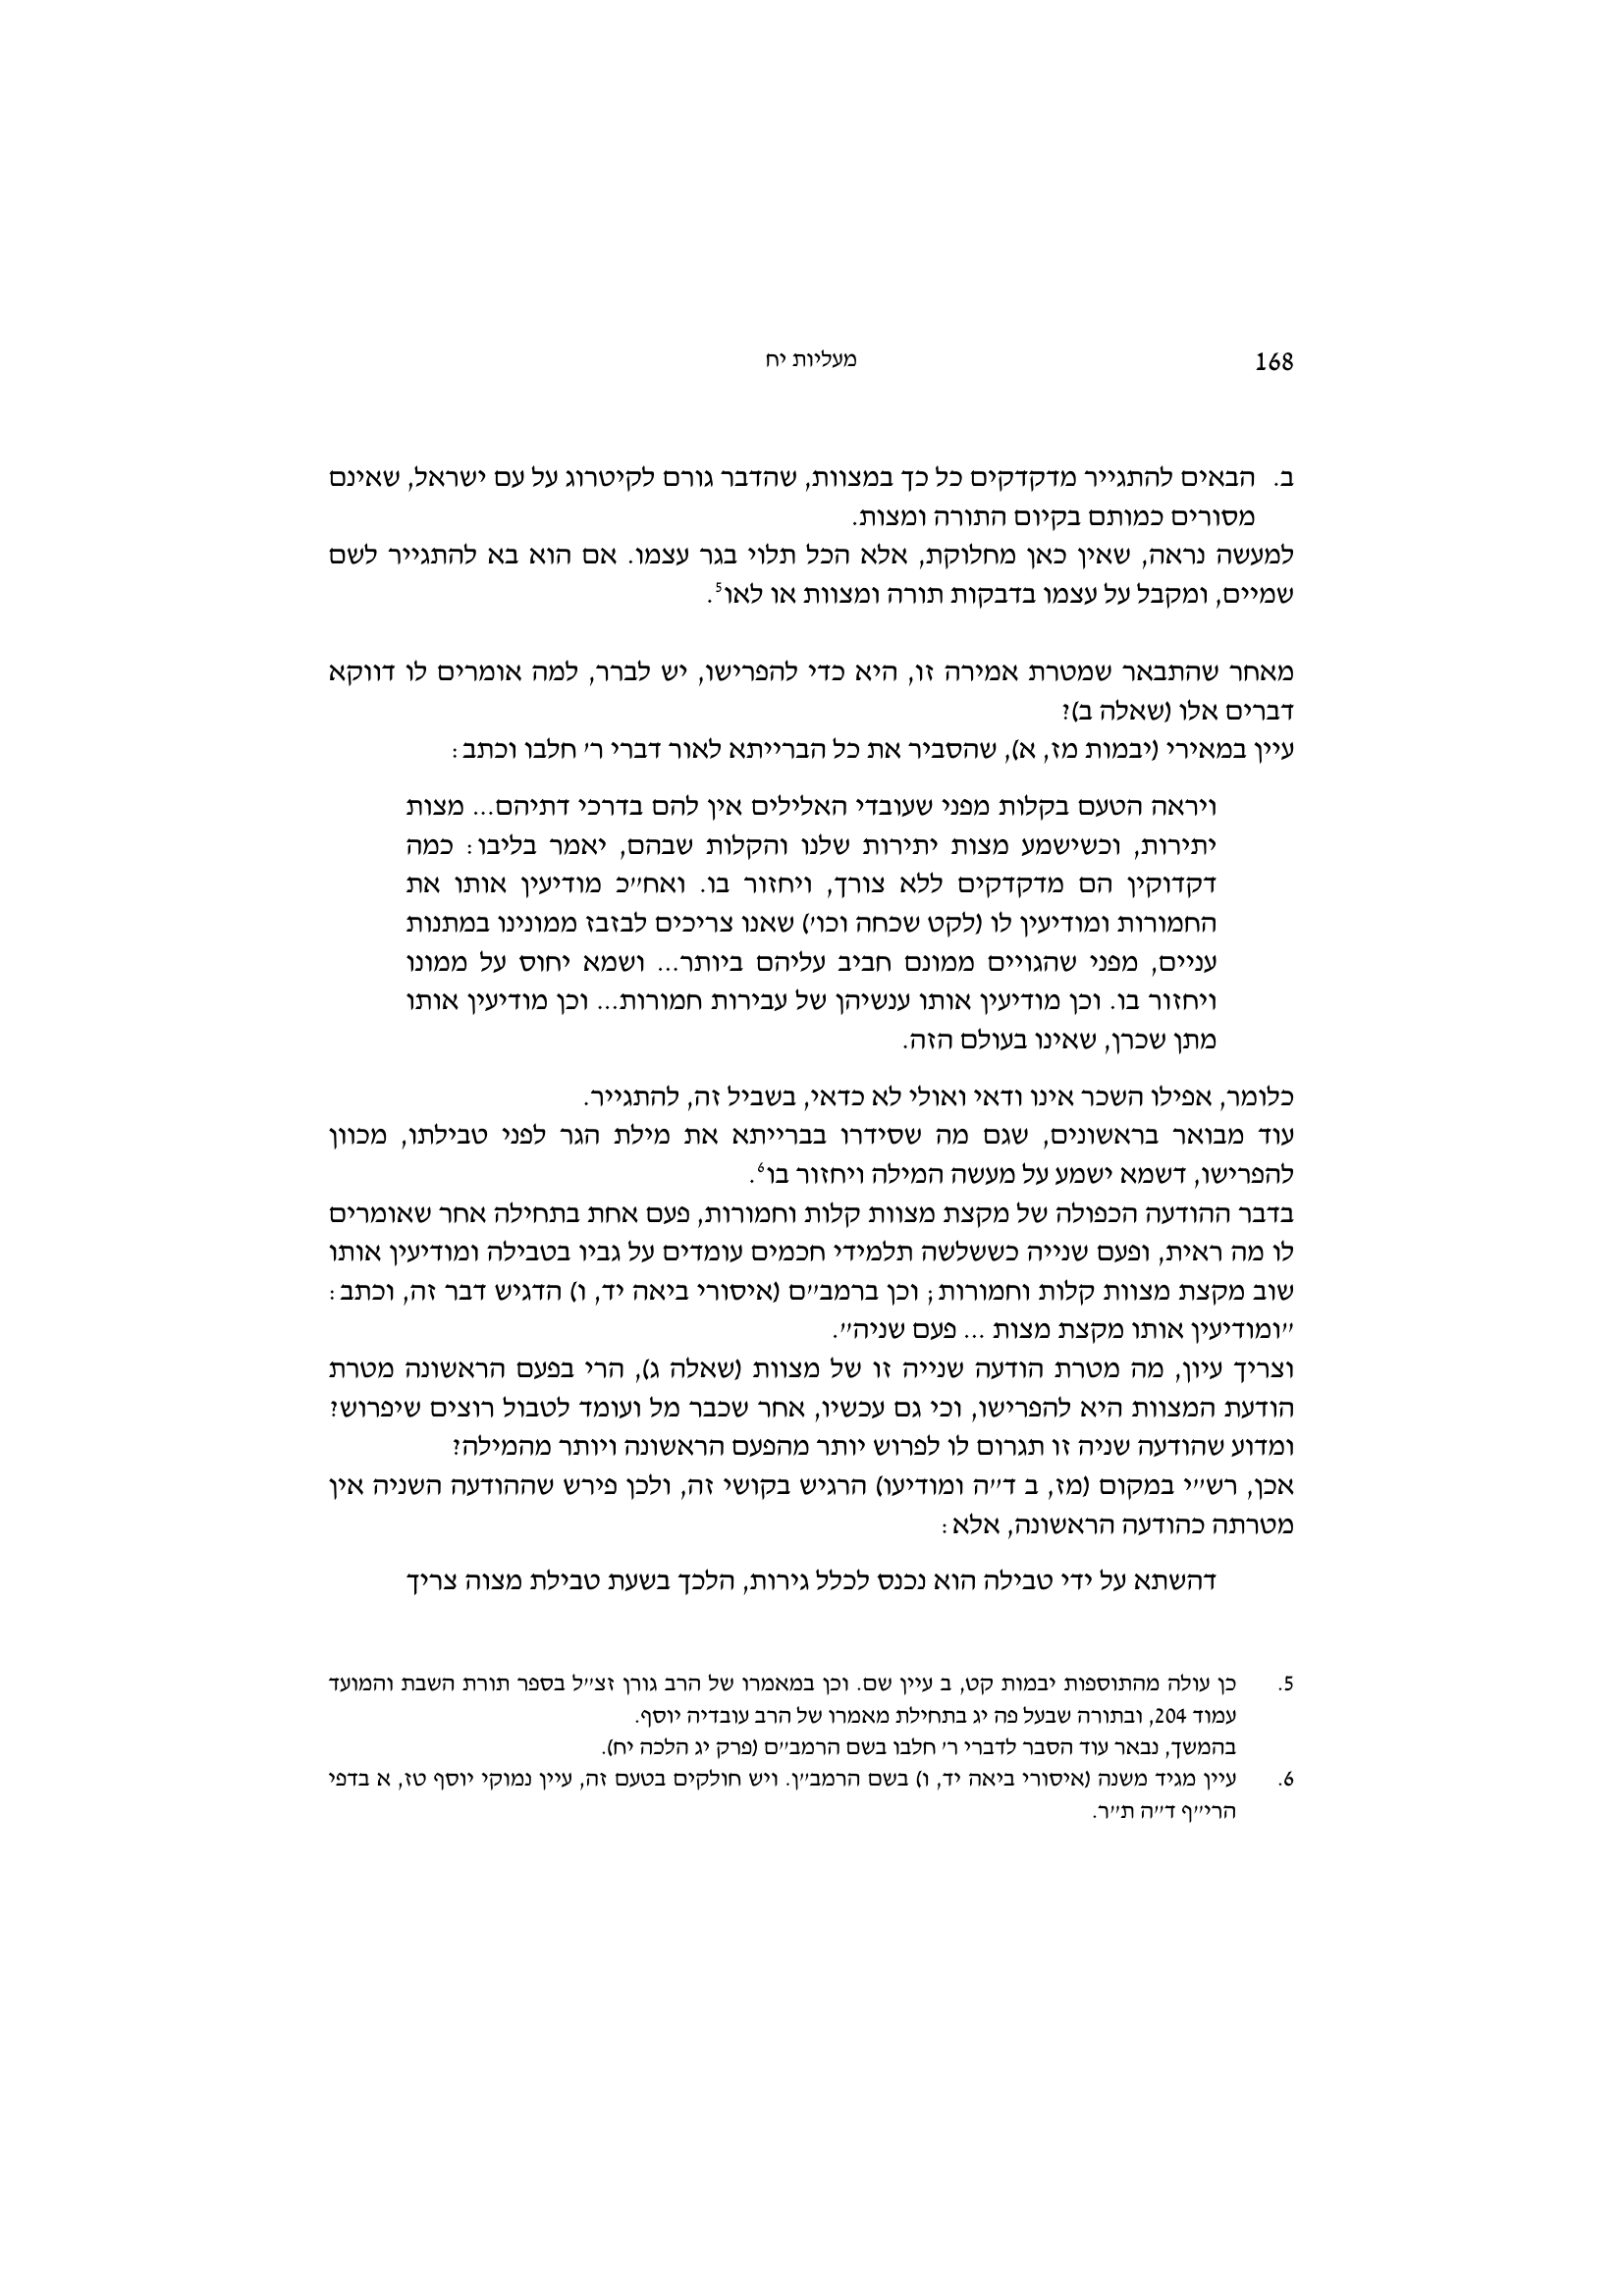 168
מעליות יח
ב. הבאים להתגייר מדקדקים כל כך במצוות, שהדבר גורם לקיטרוג על עם ישראל, שאינם
מסורים כמותם בקיום התורה ומצות.
למעשה נראה, שאין כאן מחלוקת, אלא הכל תלוי בגר עצמו. אם הוא בא להתגייר לשם
שמיים, ומקבל על עצמו בדבקות תורה ומצוות או לאו5.
מאחר שהתבאר שמטרת אמירה זו, היא כדי להפרישו, יש לברר, למה אומרים לו דווקא
דברים אלו (שאלה ב)?
עיין במאירי (יבמות מז, א), שהסביר את כל הברייתא לאור דברי ר׳ חלבו וכתב:
ויראה הטעם בקלות מפני שעובדי האלילים אין להם בדרכי דתיהם... מצות
יתירות, וכשישמע מצות יתירות שלנו והקלות שבהם, יאמר בליבו: כמה
דקדוקין הם מדקדקים ללא צורך, ויחזור בו. ואח״כ מודיעין אותו את
החמורות ומודיעין לו (לקט שכחה וכו׳) שאנו צריכים לבזבז ממונינו במתנות
עניים, מפני שהגויים ממונם חביב עליהם ביותר... ושמא יחוס על ממונו
ויחזור בו. וכן מודיעין אותו ענשיהן של עבירות חמורות... וכן מודיעין אותו
מתן שכרן, שאינו בעולם הזה.
כלומר, אפילו השכר אינו ודאי ואולי לא כדאי, בשביל זה, להתגייר.
עוד מבואר בראשונים, שגם מה שסידרו בברייתא את מילת הגר לפני טבילתו, מכוון
להפרישו, דשמא ישמע על מעשה המילה ויחזור בו6.
בדבר ההודעה הכפולה של מקצת מצוות קלות וחמורות, פעם אחת בתחילה אחר שאומרים
לו מה ראית, ופעם שנייה כששלשה תלמידי חכמים עומדים על גביו בטבילה ומודיעין אותו
שוב מקצת מצוות קלות וחמורות; וכן ברמב״ם (איסורי ביאה יד, ו) הדגיש דבר זה, וכתב:
״ומודיעין אותו מקצת מצות ... פעם שניה״.
וצריך עיון, מה מטרת הודעה שנייה זו של מצוות (שאלה ג), הרי בפעם הראשונה מטרת
הודעת המצוות היא להפרישו, וכי גם עכשיו, אחר שכבר מל ועומד לטבול רוצים שיפרוש?
ומדוע שהודעה שניה זו תגרום לו לפרוש יותר מהפעם הראשונה ויותר מהמילה?
אכן, רש״י במקום (מז, ב ד״ה ומודיעו) הרגיש בקושי זה, ולכן פירש שההודעה השניה אין
מטרתה כהודעה הראשונה, אלא:
דהשתא על ידי טבילה הוא נכנס לכלל גירות, הלכך בשעת טבילת מצוה צריך
5. כן עולה מהתוספות יבמות קט, ב עיין שם. וכן במאמרו של הרב גורן זצ״ל בספר תורת השבת והמועד
עמוד 204, ובתורה שבעל פה יג בתחילת מאמרו של הרב עובדיה יוסף.
בהמשך, נבאר עוד הסבר לדברי ר׳ חלבו בשם הרמב״ם (פרק יג הלכה יח).
6. עיין מגיד משנה (איסורי ביאה יד, ו) בשם הרמב״ן. ויש חולקים בטעם זה, עיין נמוקי יוסף טז, א בדפי
הרי״ף ד״ה ת״ר.